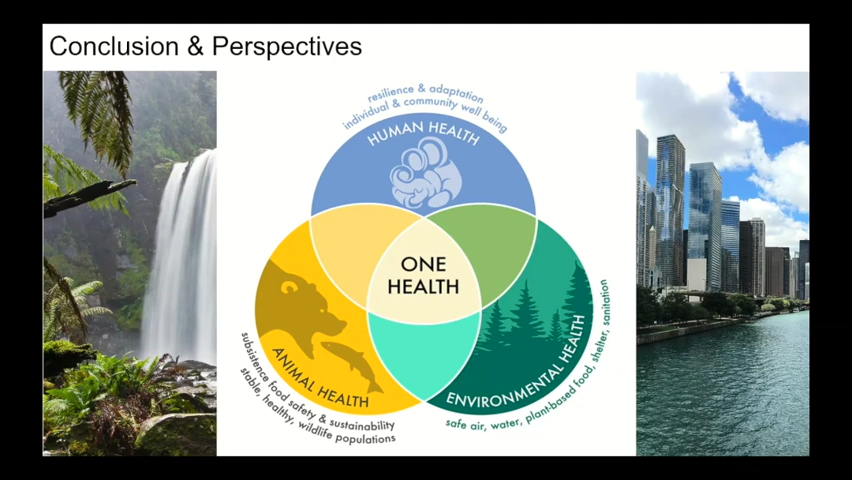 Conclusion & Perspectives
resilience & adaptation
individual & community well being
HUMAN HEALTH
ONE
HEALTH
ANIMAL HEALTH
subsistence food safety & sustainability
stable, healthy, wildlife populations
ENVIRONMENTAL HEALTH
safe air, water, plant-based food, shelter, sanitation